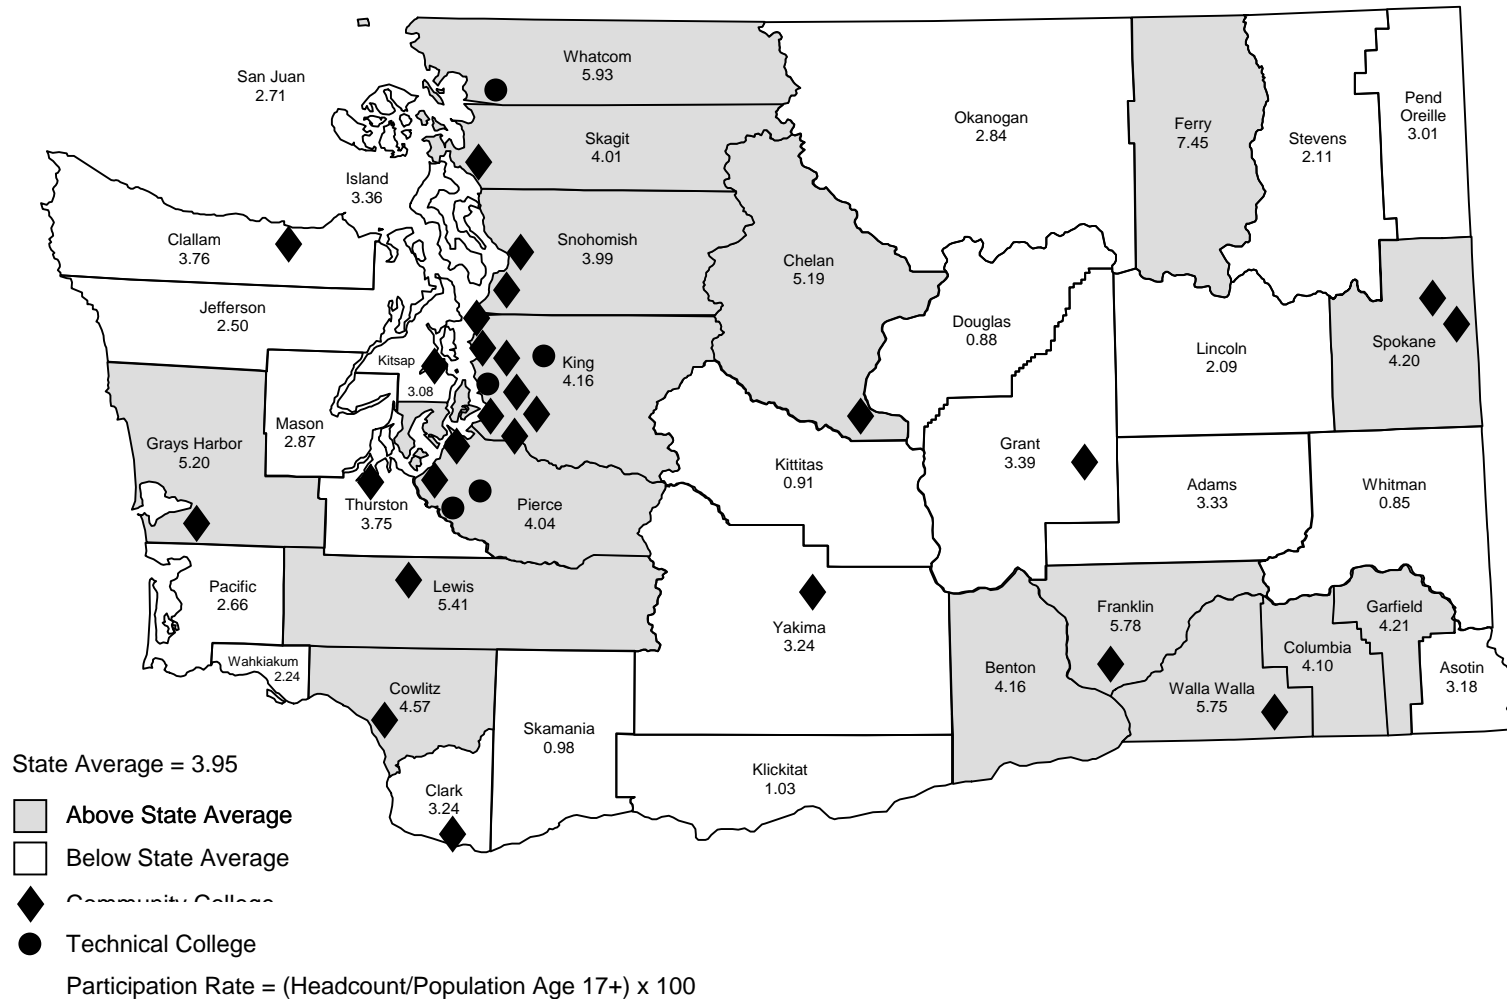 Whatcom
5.93
San Juan
2.71
Skagit
4.01
Okanogan
2.84
Ferry
7.45
Stevens
2.11
Pend
Oreille
3.01
Island
3.36
Clallam
3.76
Snohomish
3.99
Chelan
5.19
Jefferson
2.50
Douglas
0.88
Lincoln
2.09
Spokane
4.20
Kitsap
3.08
King
4.16
Mason
2.87
Grays Harbor
5.20
Kittitas
0.91
Grant
3.39
Adams
3.33
Whitman
0.85
Thurston
3.75
Pierce
4.04
Pacific
2.66
Lewis
5.41
Yakima
3.24
Benton
4.16
Franklin
5.78
Walla Walla
5.75
Columbia
4.10
Garfield
4.21
Asotin
3.18
Wahkiakum
2.24
Cowlitz
4.57
Skamania
0.98
Klickitat
1.03
Clark
3.24
State Average = 3.95
Above State Average
Below State Average
Community College
Technical College
Participation Rate = (Headcount/Population Age 17+) x 100